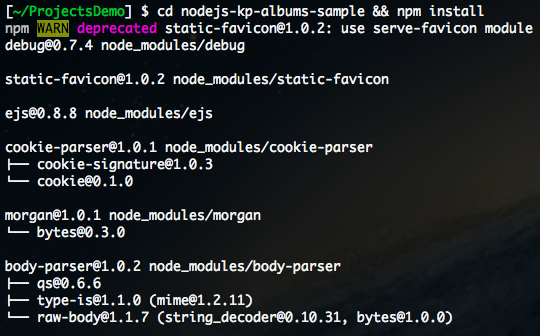 [~/ProjectsDemo] $ cd nodejs-kp-albums-sample && npm install
npm WARN deprecated static-favicon@1.0.2: use serve-favicon module
debug@0.7.4 node_modules/debug
static-favicon@1.0.2 node_modules/static-favicon
ejs@0.8.8 node_modules/ejs
cookie-parser@1.0.1 node_modules/cookie-parser
├── cookie-signature@1.0.3
└── cookie@0.1.0
morgan@1.0.1 node_modules/morgan
└── bytes@0.3.0
body-parser@1.0.2 node_modules/body-parser
├── qs@0.6.6
├── type-is@1.1.0 (mime@1.2.11)
└── raw-body@1.1.7 (string_decoder@0.10.31, bytes@1.0.0)